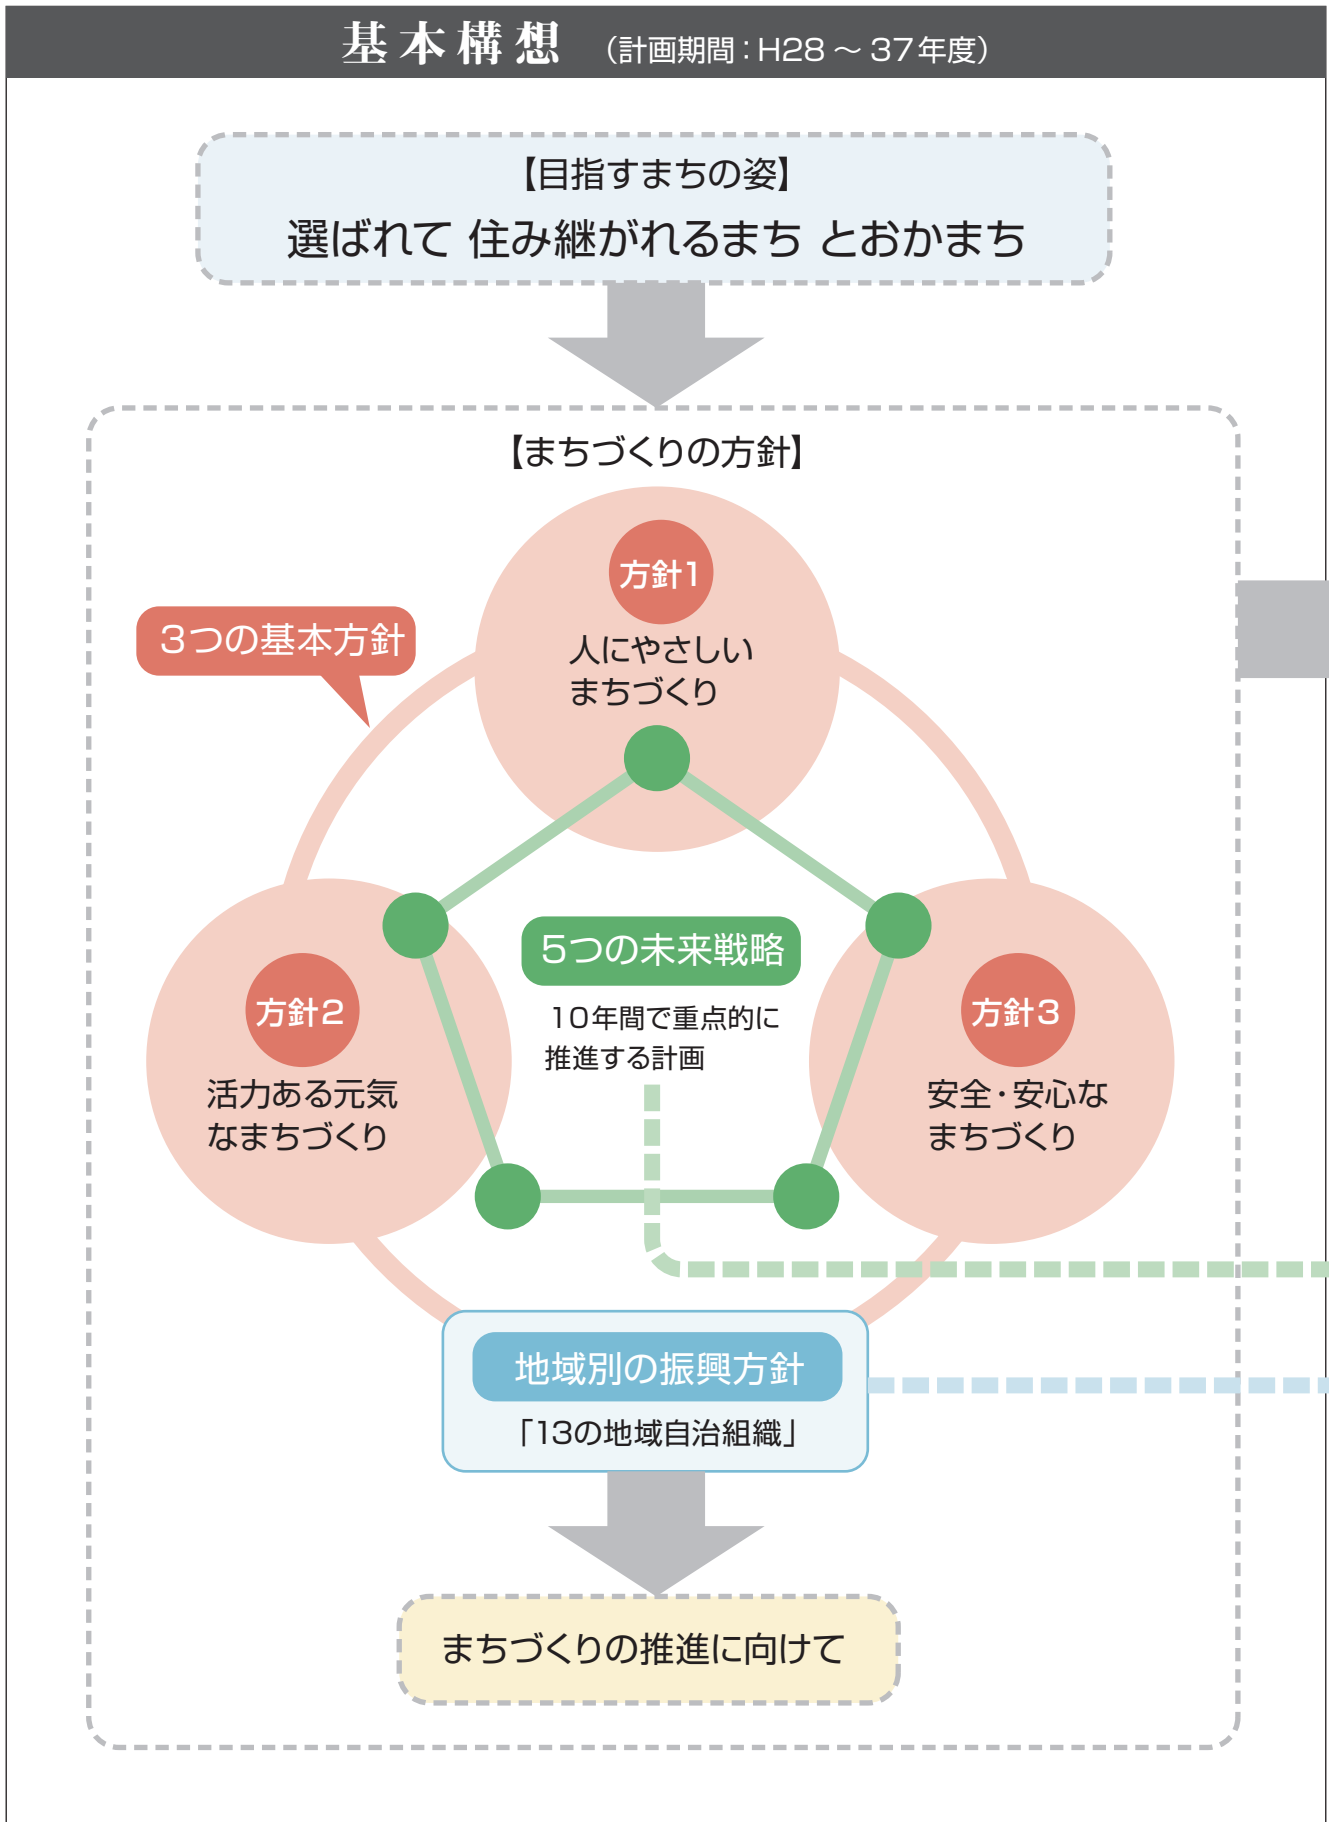 基本構想 （計画期間：H28 ～ 37年度）
【目指すまちの姿】
選ばれて 住み継がれるまち とおかまち
【まちづくりの方針】
3つの基本方針
方針1
人にやさしい
まちづくり
5つの未来戦略
10年間で重点的に
推進する計画
方針2
活力ある元気
なまちづくり
方針3
安全・安心な
まちづくり
地域別の振興方針
「13の地域自治組織」
まちづくりの推進に向けて